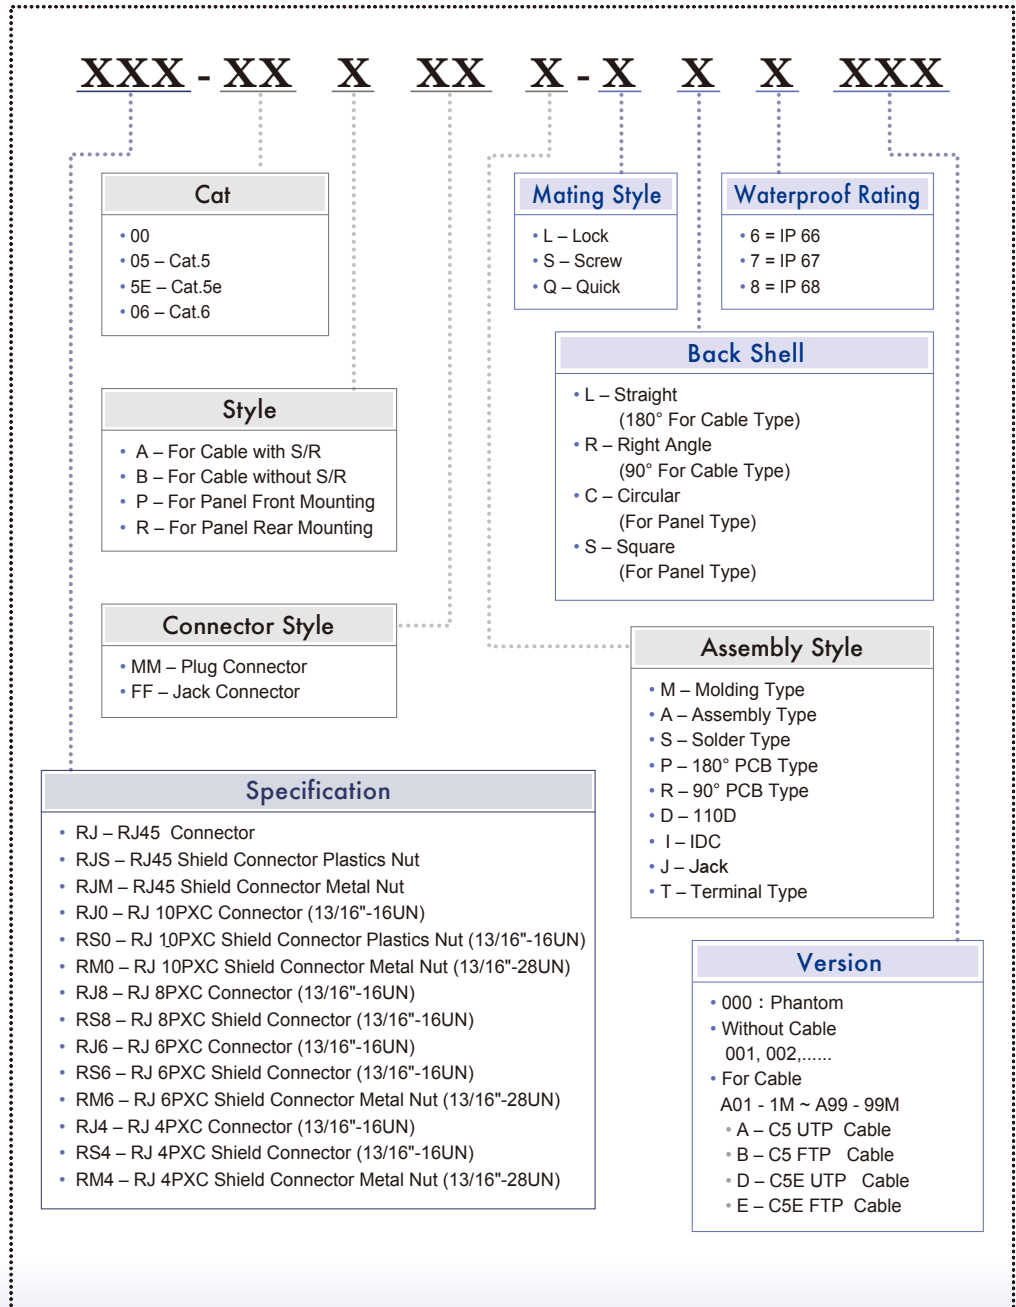 XXX - XX X XX X - X X X XXX
Cat
• 00
• 05 – Cat.5
• 5E – Cat.5e
• 06 – Cat.6
Mating Style
• L – Lock
• S – Screw
• Q – Quick
Waterproof Rating
• 6 = IP 66
• 7 = IP 67
• 8 = IP 68
Back Shell
• L – Straight
(180° For Cable Type)
• R – Right Angle
(90° For Cable Type)
• C – Circular
(For Panel Type)
• S – Square
(For Panel Type)
Style
• A – For Cable with S/R
• B – For Cable without S/R
• P – For Panel Front Mounting
• R – For Panel Rear Mounting
Connector Style
• MM – Plug Connector
• FF – Jack Connector
Assembly Style
• M – Molding Type
• A – Assembly Type
• S – Solder Type
• P – 180° PCB Type
• R – 90° PCB Type
• D – 110D
• I – IDC
• J – Jack
• T – Terminal Type
Specification
• RJ – RJ45 Connector
• RJS – RJ45 Shield Connector Plastics Nut
• RJM – RJ45 Shield Connector Metal Nut
• RJ0 – RJ 10PXC Connector (13/16"-16UN)
• RS0 – RJ 10PXC Shield Connector Plastics Nut (13/16"-16UN)
• RM0 – RJ 10PXC Shield Connector Metal Nut (13/16"-28UN)
• RJ8 – RJ 8PXC Connector (13/16"-16UN)
• RS8 – RJ 8PXC Shield Connector (13/16"-16UN)
• RJ6 – RJ 6PXC Connector (13/16"-16UN)
• RS6 – RJ 6PXC Shield Connector (13/16"-16UN)
• RM6 – RJ 6PXC Shield Connector Metal Nut (13/16"-28UN)
• RJ4 – RJ 4PXC Connector (13/16"-16UN)
• RS4 – RJ 4PXC Shield Connector (13/16"-16UN)
• RM4 – RJ 4PXC Shield Connector Metal Nut (13/16"-28UN)
Version
• 000 : Phantom
• Without Cable
001, 002,......
• For Cable
A01 - 1M ~ A99 - 99M
• A – C5 UTP Cable
• B – C5 FTP Cable
• D – C5E UTP Cable
• E – C5E FTP Cable